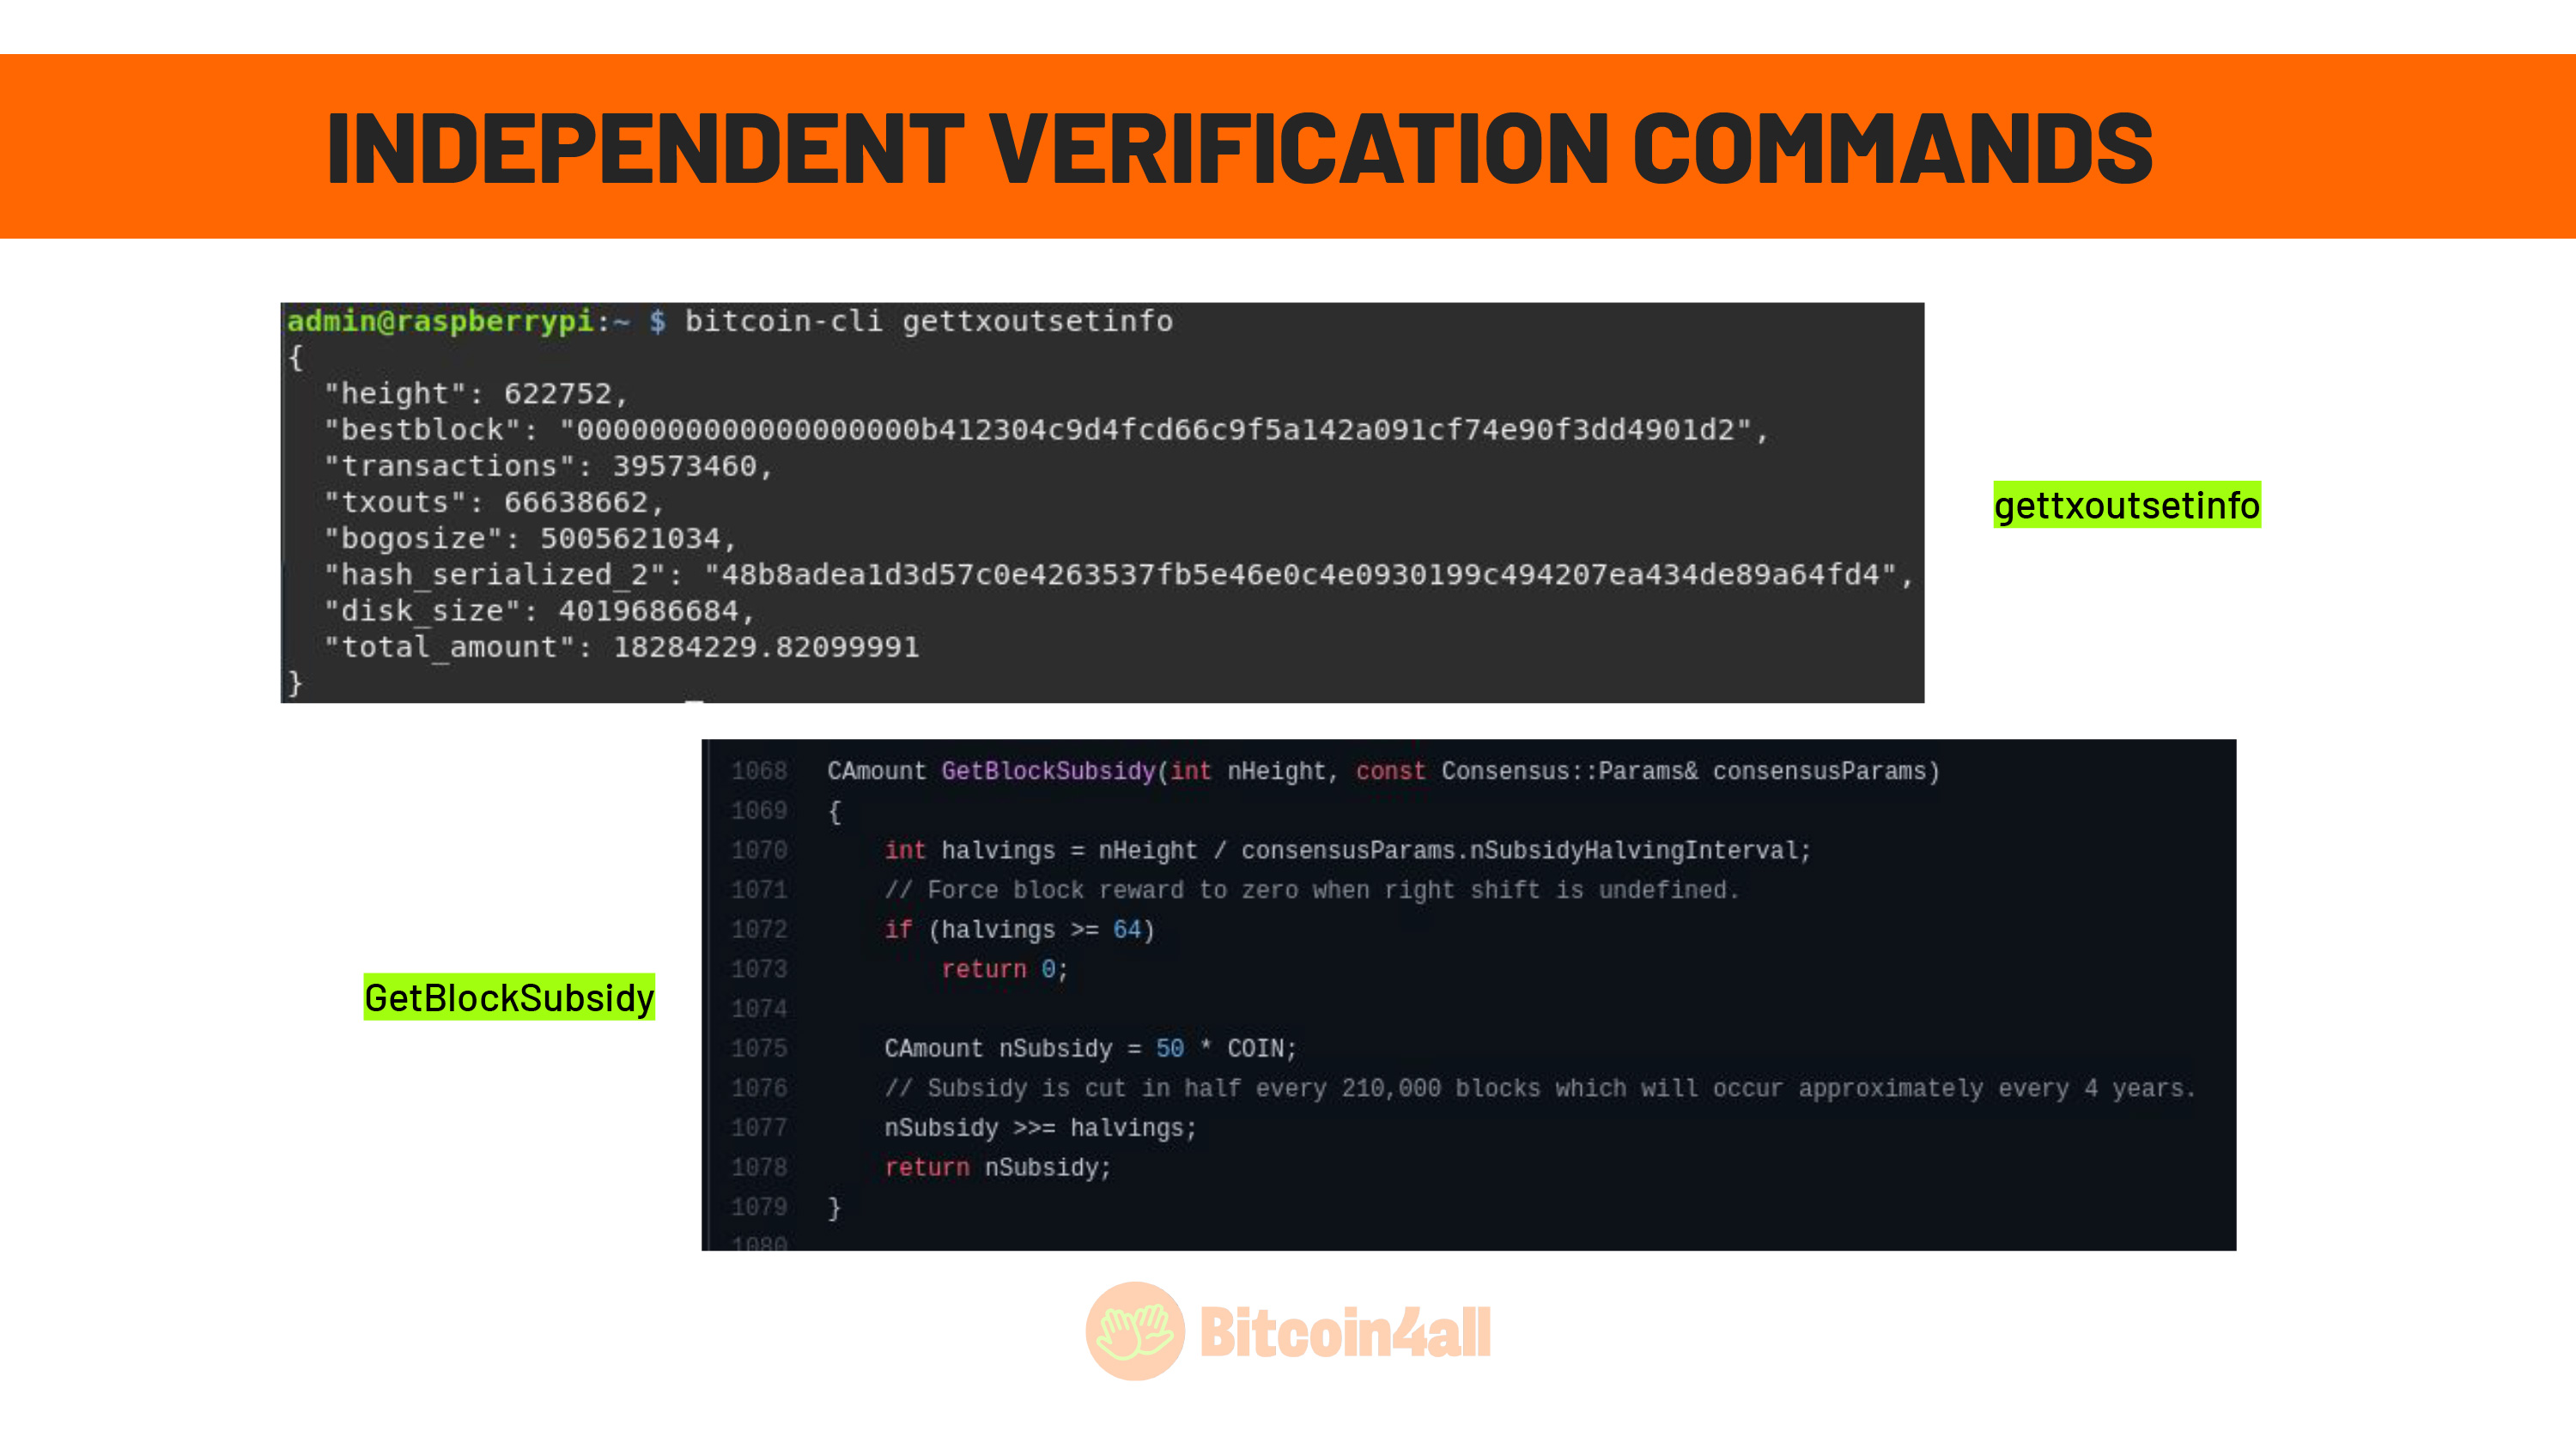 INDEPENDENT VERIFICATION COMMANDS
admin@raspberrypi:~ $ bitcoin-cli gettxoutsetinfo
{
"height": 622752,
"bestblock": "0000000000000000000b412304c9d4fcd66c9f5a142a091cf74e90f3dd4901d2",
"transactions": 39573460,
"txouts": 66638662,
"bogosize": 5005621034,
"hash_serialized_2": "48b8adea1d3d57c0e4263537fb5e46e0c4e0930199c494207ea434de89a64fd4",
"disk_size": 4019686684,
"total_amount": 18284229.82099991
}
gettxoutsetinfo
1068 CAmount GetBlockSubsidy(int nHeight, const Consensus::Params& consensusParams)
1069 {
1070 int halvings = nHeight / consensusParams.nSubsidyHalvingInterval;
1071 // Force block reward to zero when right shift is undefined.
1072 if (halvings >= 64)
1073 return 0;
1074
1075 CAmount nSubsidy = 50 * COIN;
1076 // Subsidy is cut in half every 210,000 blocks which will occur approximately every 4 years.
1077 nSubsidy >>= halvings;
1078 return nSubsidy;
1079 }
1080
GetBlockSubsidy
Bitcoin4all